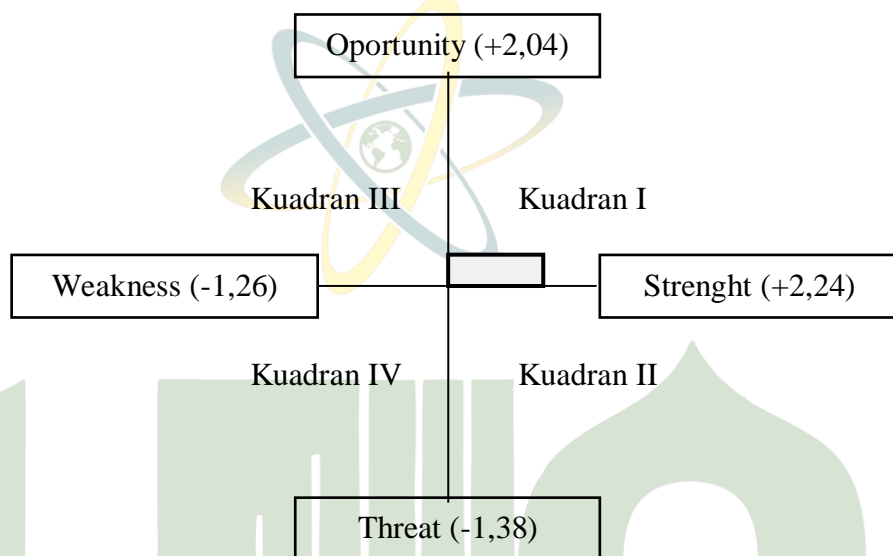 Oportunity (+2,04)
Kuadran III
Kuadran I
Weakness (-1,26)
Strenght (+2,24)
Kuadran IV
Kuadran II
Threat (-1,38)